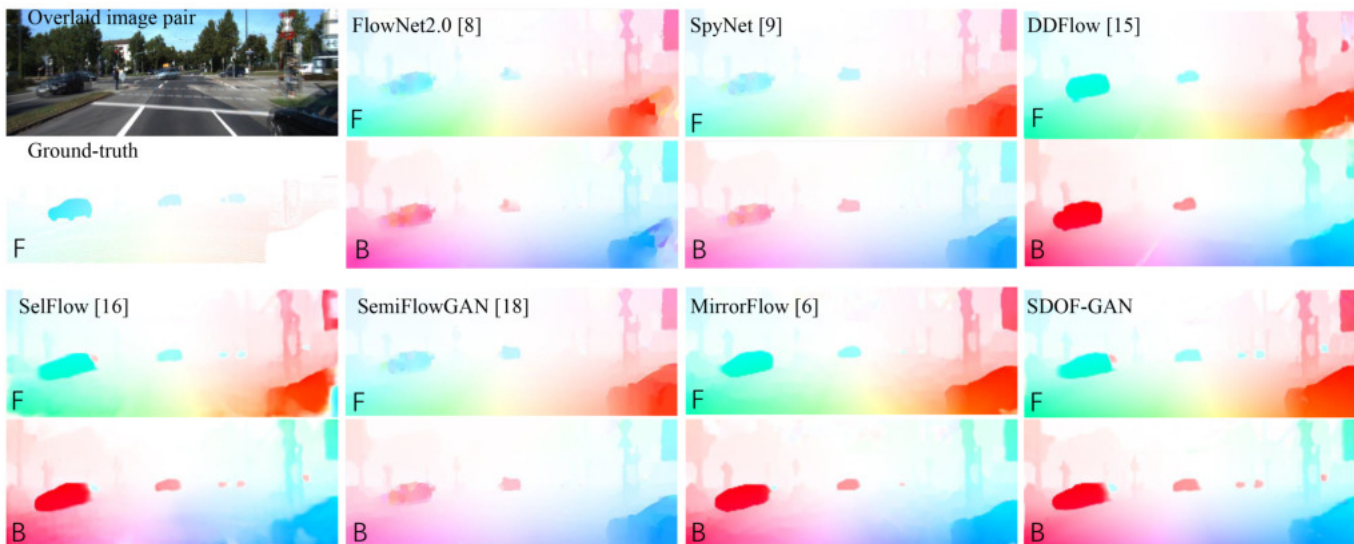 Overlaid image pair
FlowNet2.0 [8]
SpyNet [9]
DDFlow [15]
F
F
F
Ground-truth
F
B
B
B
SelFlow [16]
SemiFlowGAN [18]
MirrorFlow [6]
SDOF-GAN
F
F
F
F
B
B
B
B